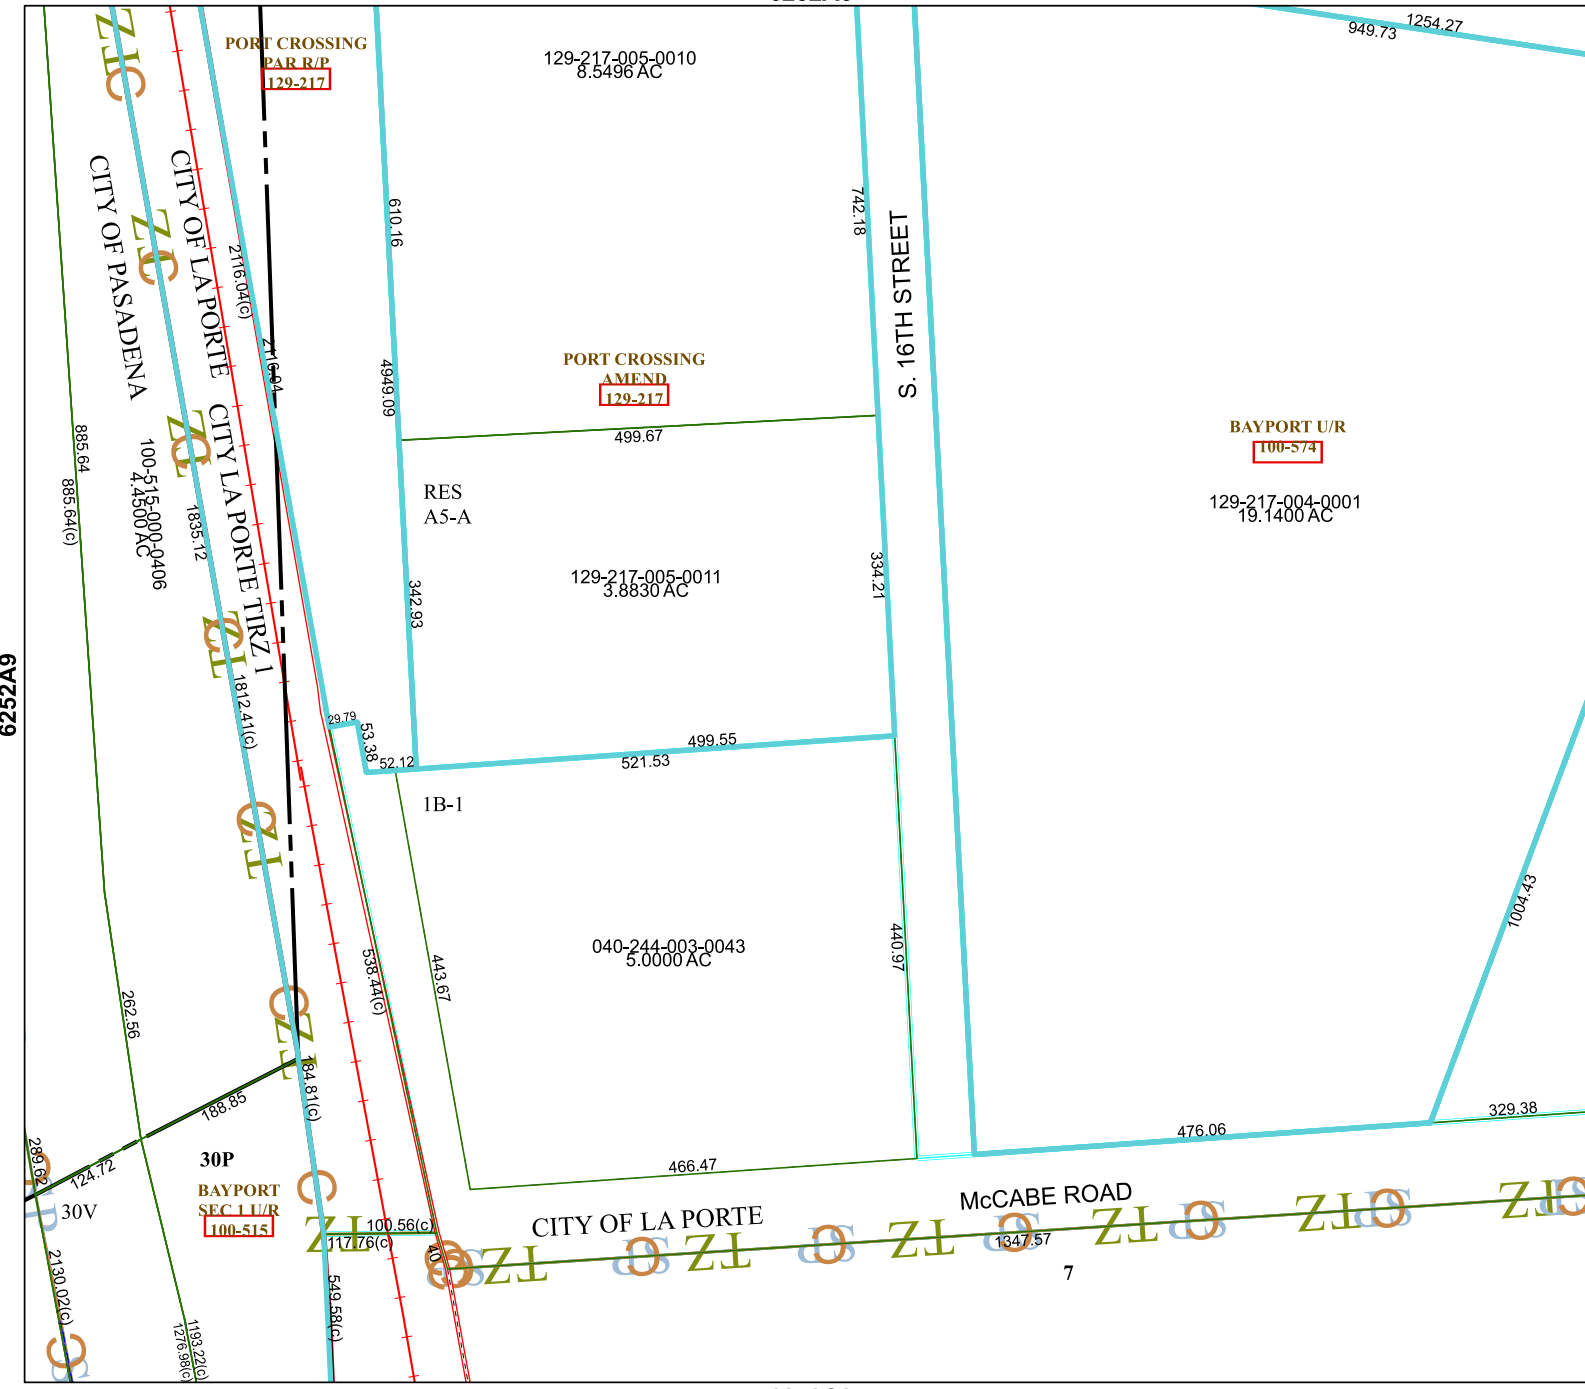 1254.27
949.73
PORT CROSSING
PAR R/P
129-217
129-217-005-0010
8.5496 AC
CITY OF PASADENA
CITY OF LA PORTE
CITY LA PORTE TIRZ 1
2116.04(c)
2116.04
610.16
742.18
4949.09
S. 16TH STREET
PORT CROSSING
AMEND
129-217
499.67
BAYPORT U/R
100-574
129-217-004-0001
19.1400 AC
885.64
885.64(c)
100-515-000-0406
4.4500 AC
1835.12
RES
A5-A
129-217-005-0011
3.8830 AC
342.93
334.21
6252A9
1812.41(c)
29.79
53.38
52.12
499.55
521.53
1B-1
040-244-003-0043
5.0000 AC
443.67
538.44(c)
440.97
1004.43
262.56
188.85
184.81(c)
124.72
289.62
30P
30V
BAYPORT
SEC 1 U/R
100-515
100.56(c)
117.76(c)
40
466.47
476.06
329.38
CITY OF LA PORTE
McCABE ROAD
1347.57
7
2130.02(c)
1193.22(c)
1276.98(c)
549.58(c)